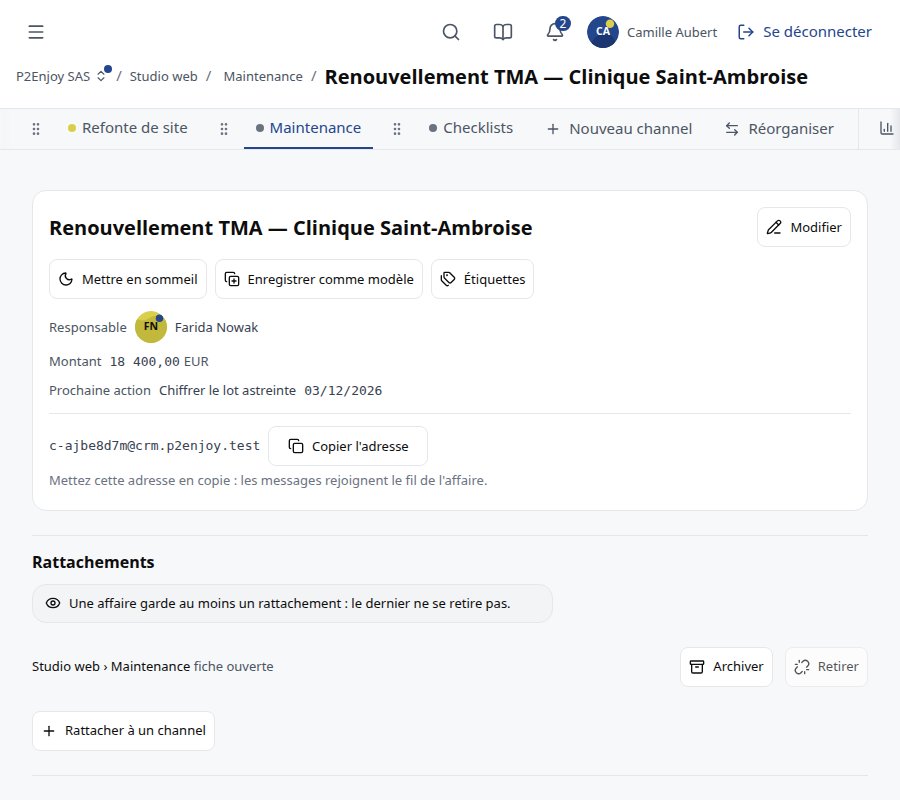 2
CA
Camille Aubert
Se déconnecter
P2Enjoy SAS / Studio web / Maintenance / Renouvellement TMA — Clinique Saint-Ambroise
Refonte de site
Maintenance
Checklists
Nouveau channel
Réorganiser
Renouvellement TMA — Clinique Saint-Ambroise
Modifier
Mettre en sommeil
Enregistrer comme modèle
Étiquettes
Responsable FN Farida Nowak
Montant 18 400,00 EUR
Prochaine action Chiffrer le lot astreinte 03/12/2026
c-ajbe8d7m@crm.p2enjoy.test
Copier l'adresse
Mettez cette adresse en copie : les messages rejoignent le fil de l'affaire.
Rattachements
Une affaire garde au moins un rattachement : le dernier ne se retire pas.
Studio web › Maintenance fiche ouverte
Archiver
Retirer
Rattacher à un channel